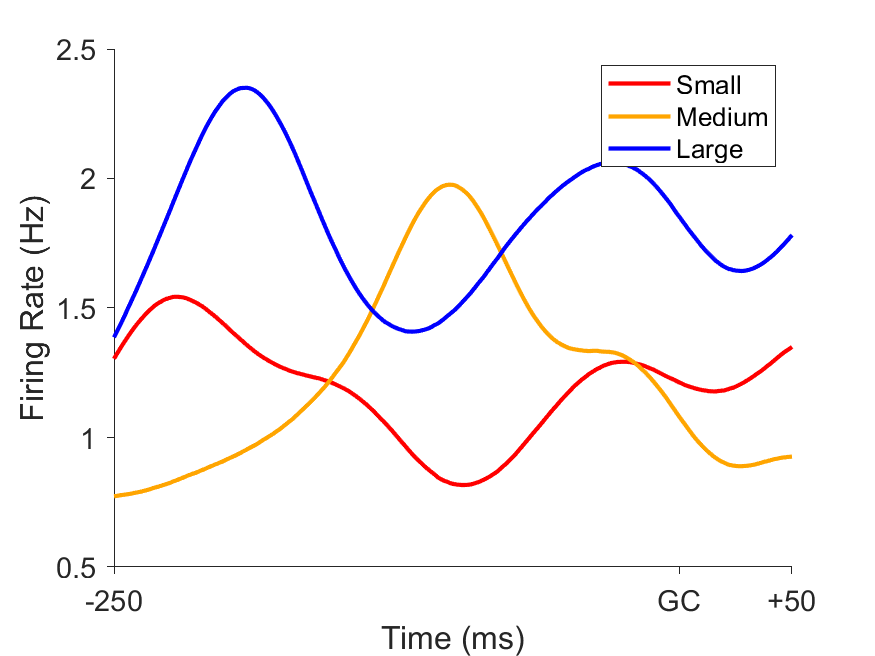 2.5
2
1.5
1
0.5
Firing Rate (Hz)
Small
Medium
Large
-250
GC
+50
Time (ms)